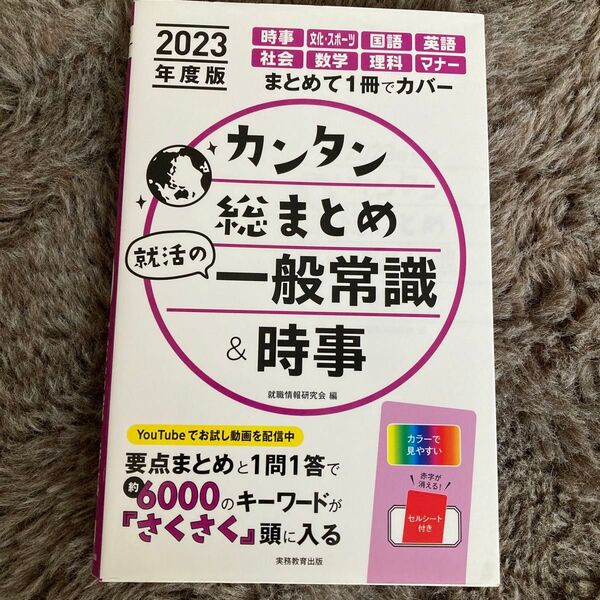 2023
年度版
時事 文化・スポーツ 国語 英語
社会 数学 理科 マナー
まとめて1冊でカバー
カンタン
総まとめ
就活の
一般常識
&時事
就職情報研究会 編
YouTubeでお試し動画を配信中
要点まとめと1問1答で
約6000のキーワードが
『さくさく』頭に入る
カラーで
見やすい
赤字が
消える!
セルシート
付き
実務教育出版